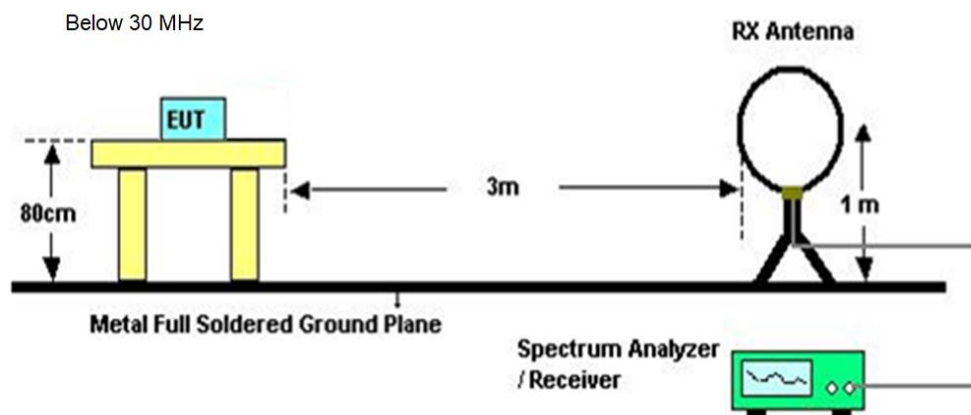 Below 30 MHz
RX Antenna
EUT
3m
80cm
1 m
Metal Full Soldered Ground Plane
Spectrum Analyzer
/ Receiver